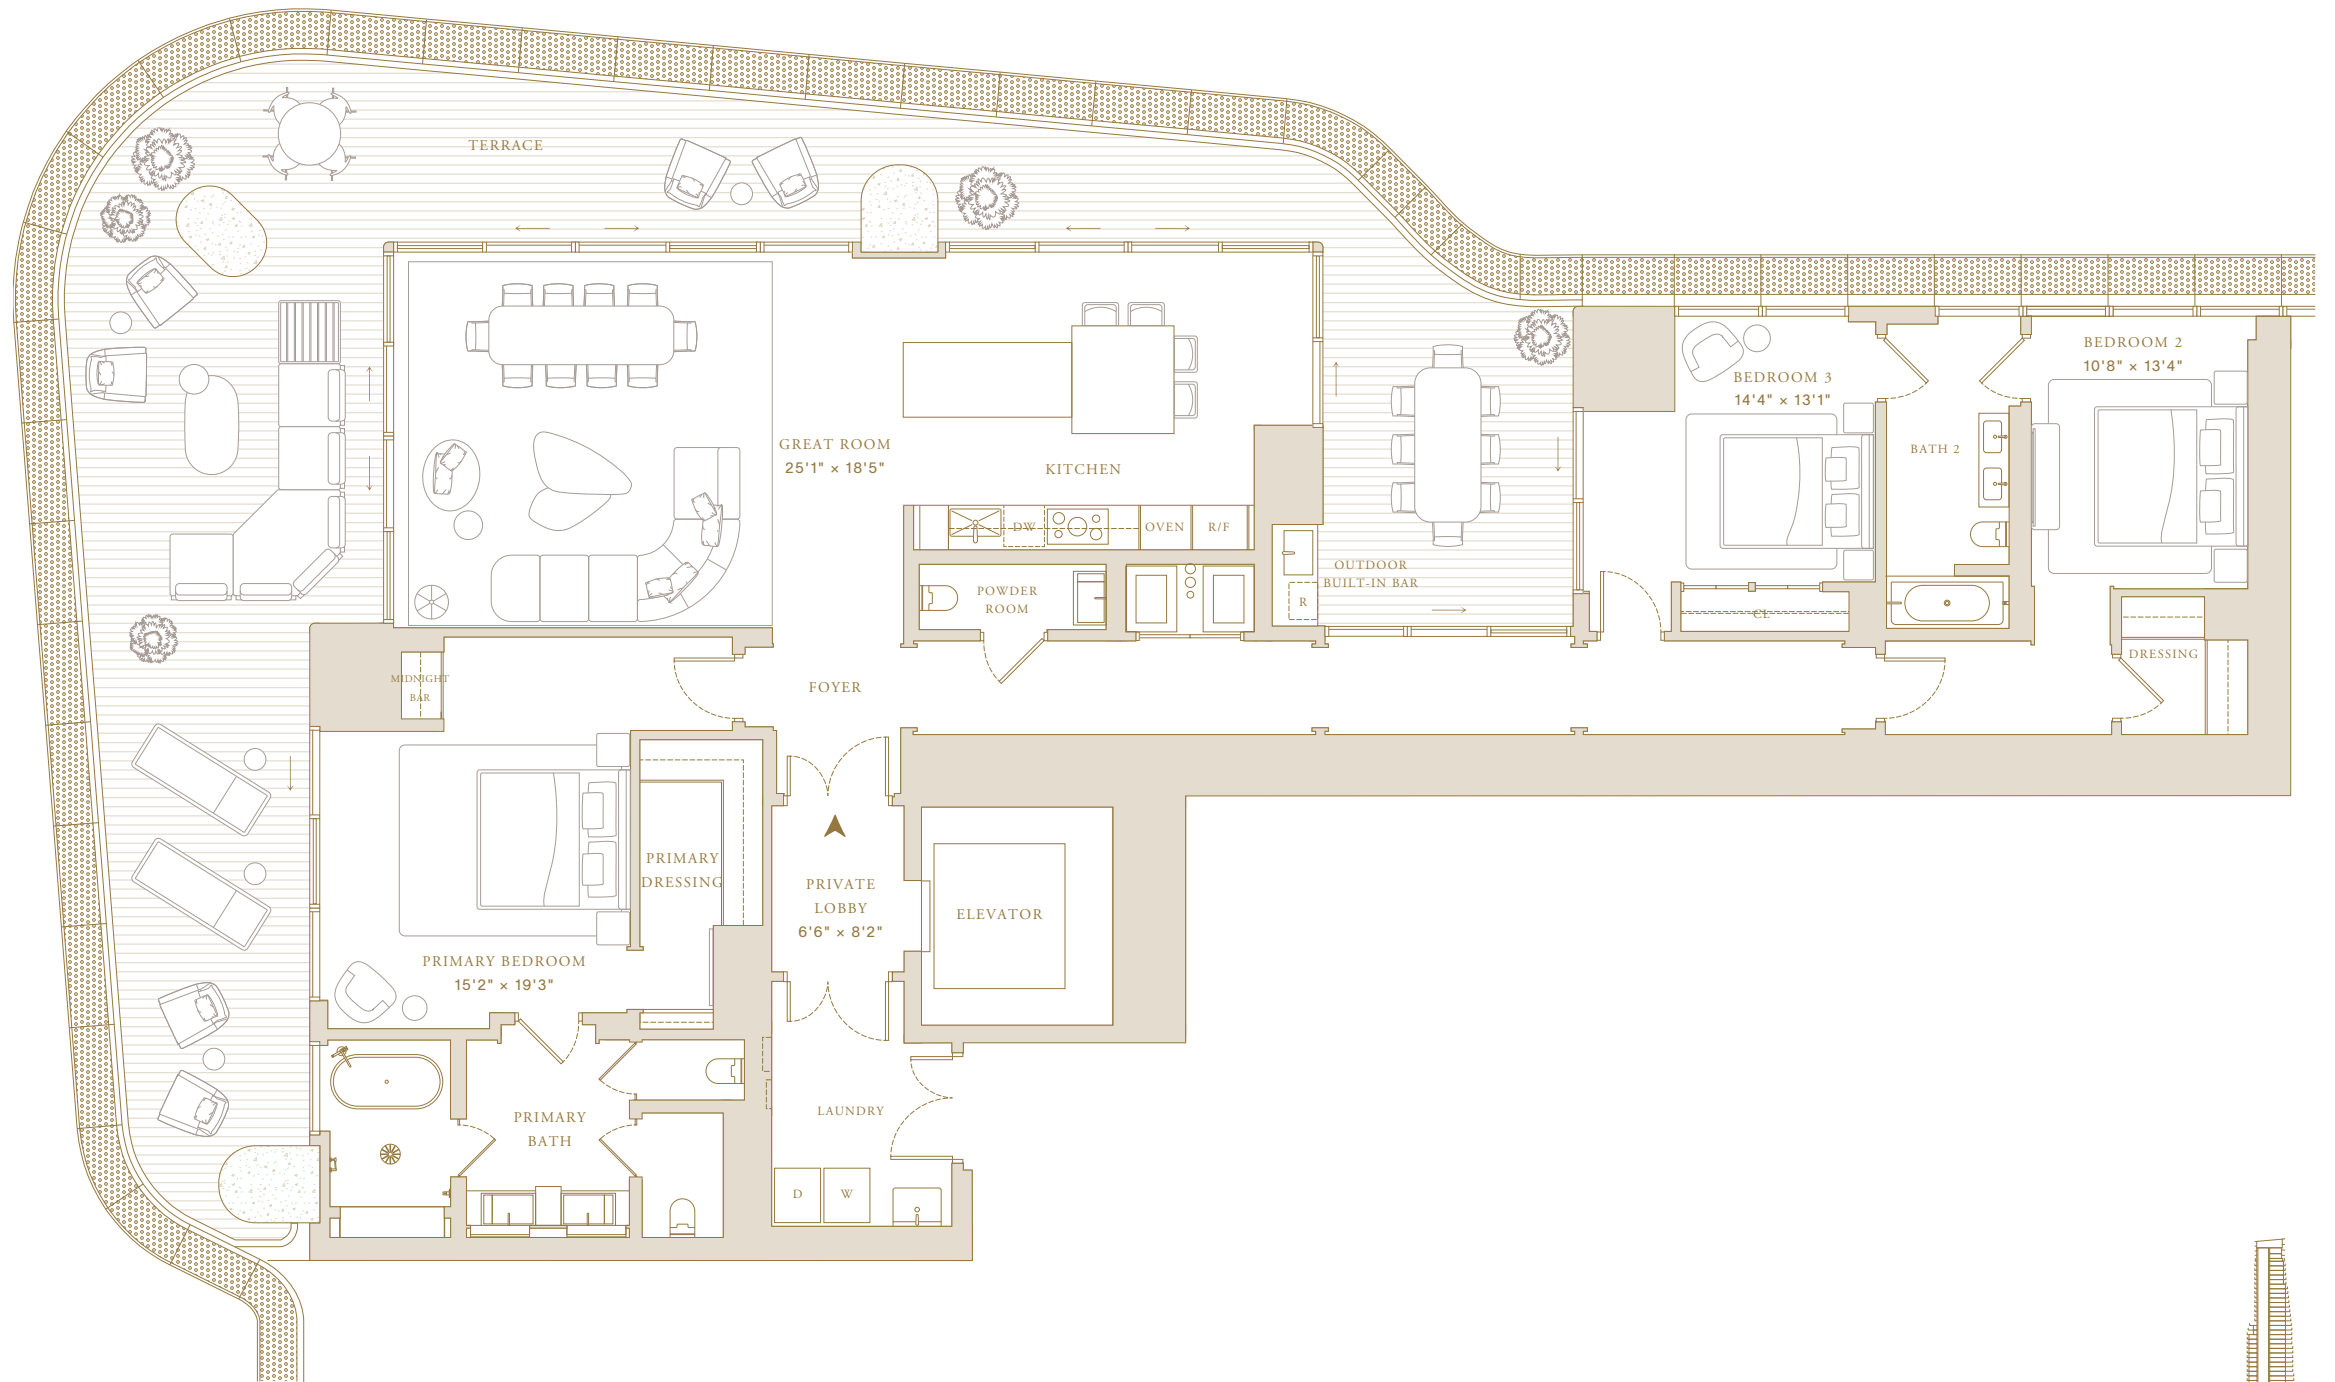 TERRACE
BEDROOM 2
10'8" × 13'4"
BEDROOM 3
14'4" × 13'1"
GREAT ROOM
25'1" × 18'5"
KITCHEN
BATH 2
DW
OVEN
R/F
OUTDOOR
BUILT-IN BAR
POWDER
ROOM
R
CL
DRESSING
MIDNIGHT
BAR
FOYER
PRIMARY
DRESSING
PRIVATE
LOBBY
6'6" × 8'2"
ELEVATOR
PRIMARY BEDROOM
15'2" × 19'3"
PRIMARY
BATH
LAUNDRY
D
W